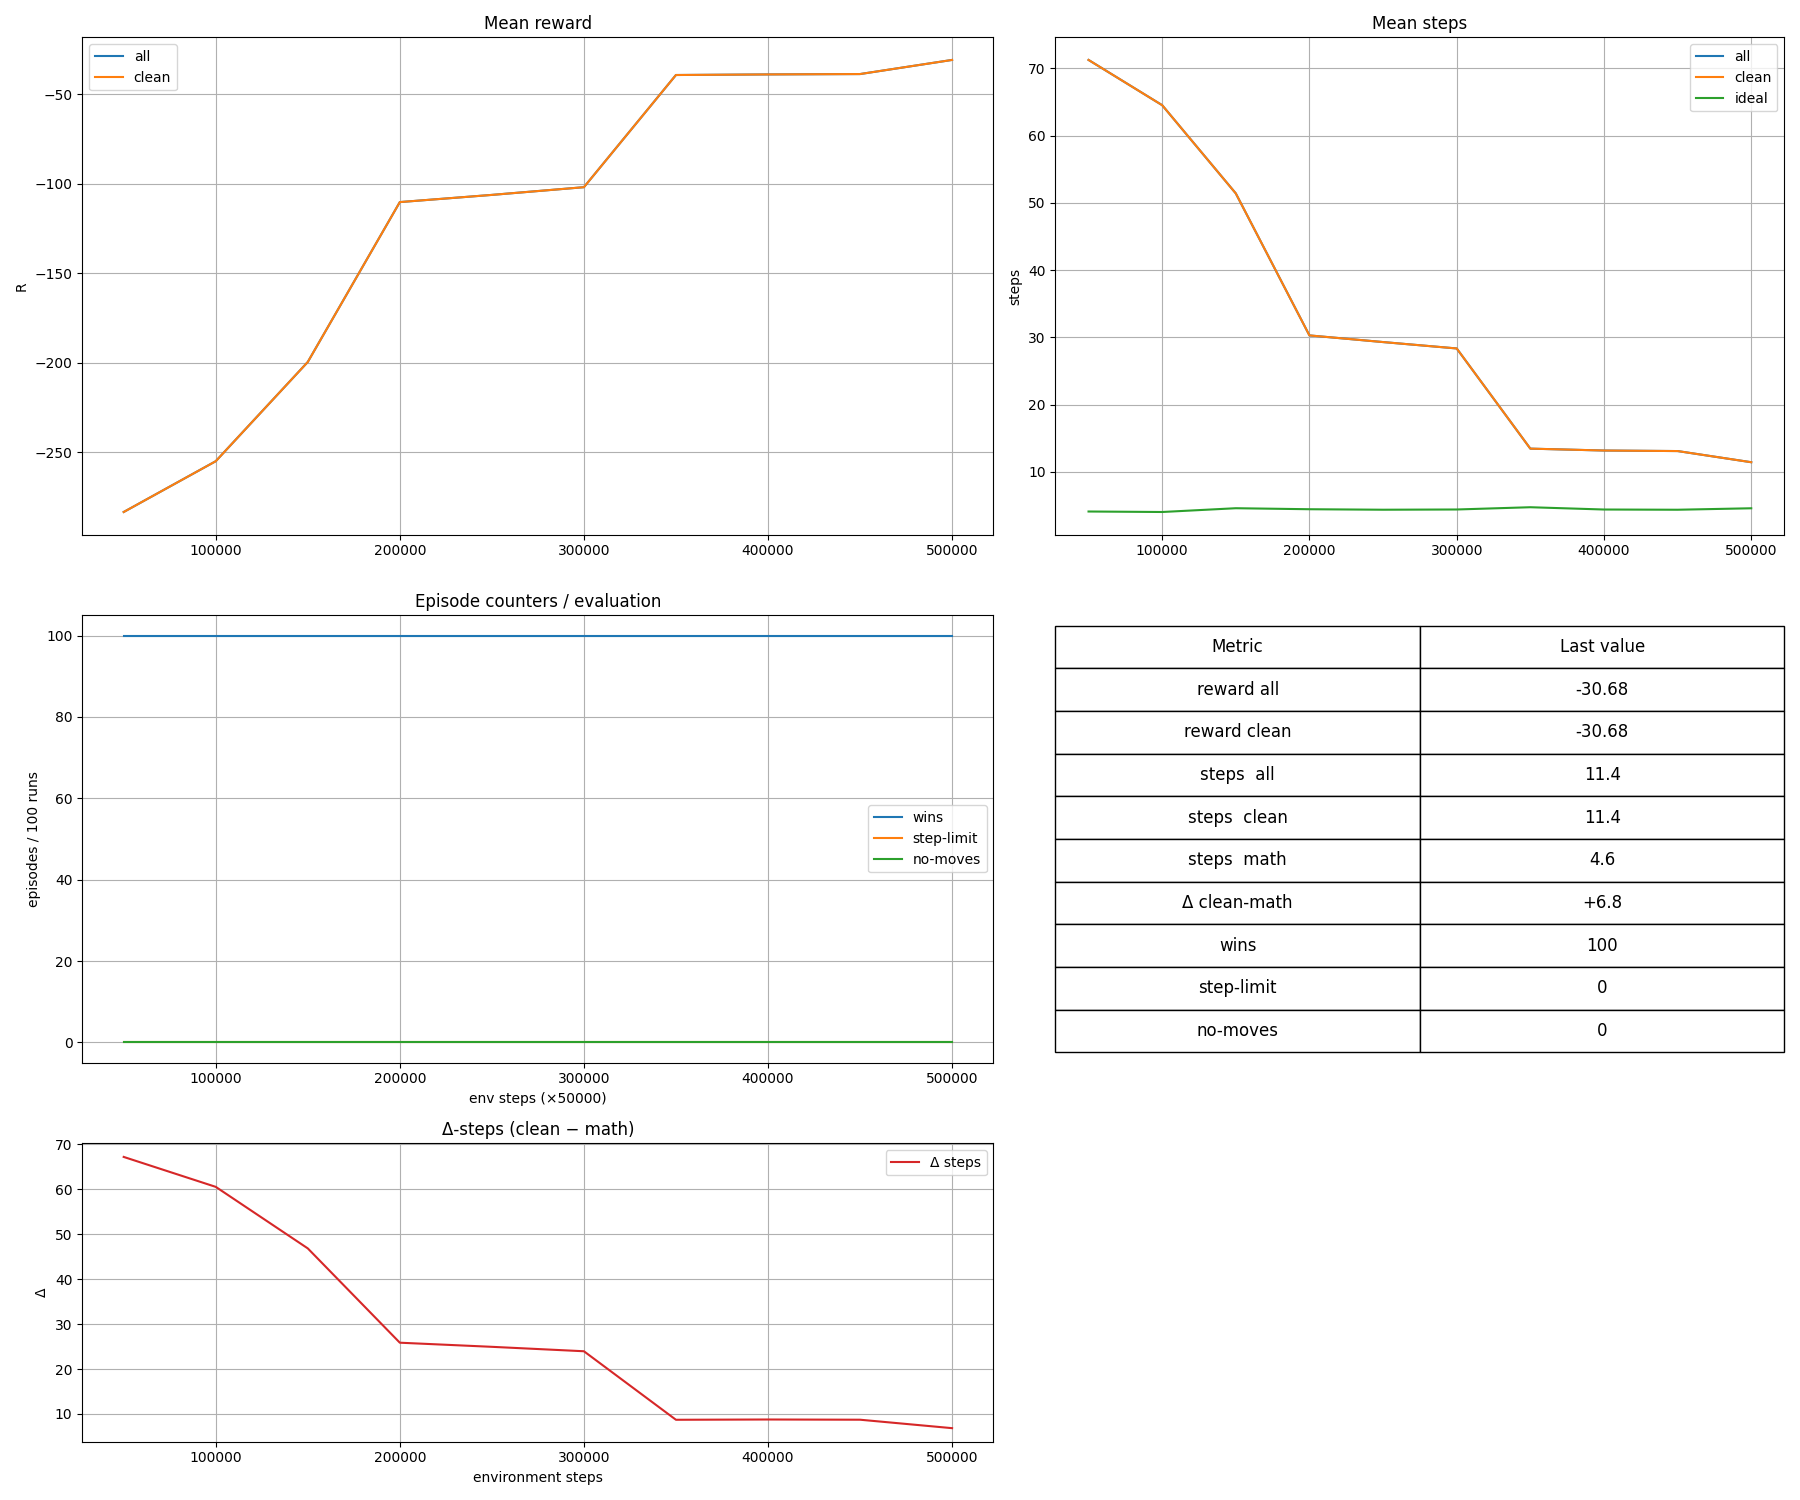 Mean reward
all
clean
−50
−100
−150
−200
−250
R
100000 200000 300000 400000 500000
Mean steps
all
clean
ideal
70
60
50
40
30
20
10
steps
100000 200000 300000 400000 500000
Episode counters / evaluation
100
80
60
40
20
0
episodes / 100 runs
wins
step-limit
no-moves
100000 200000 300000 400000 500000
env steps (×50000)
Metric Last value
reward all -30.68
reward clean -30.68
steps all 11.4
steps clean 11.4
steps math 4.6
Δ clean-math +6.8
wins 100
step-limit 0
no-moves 0
Δ-steps (clean − math)
Δ steps
70
60
50
40
30
20
10
Δ
100000 200000 300000 400000 500000
environment steps